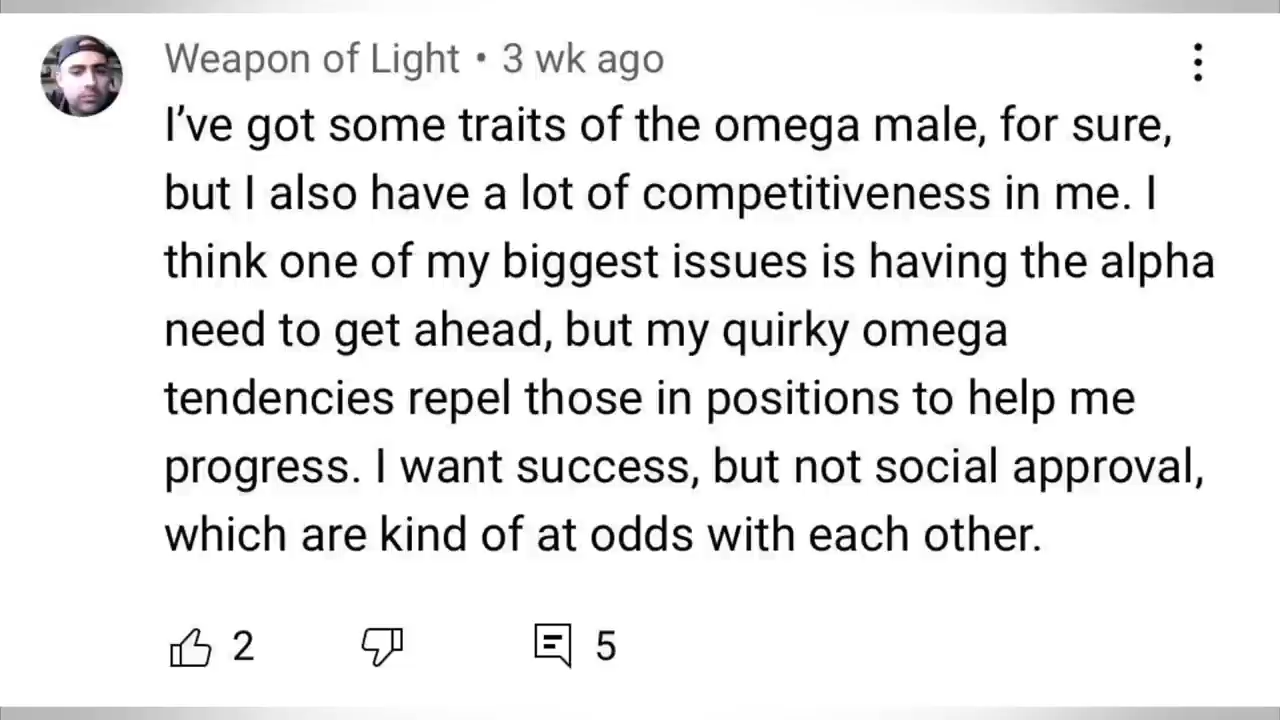 Weapon of Light • 3 wk ago
I’ve got some traits of the omega male, for sure,
but I also have a lot of competitiveness in me. I
think one of my biggest issues is having the alpha
need to get ahead, but my quirky omega
tendencies repel those in positions to help me
progress. I want success, but not social approval,
which are kind of at odds with each other.
2 5